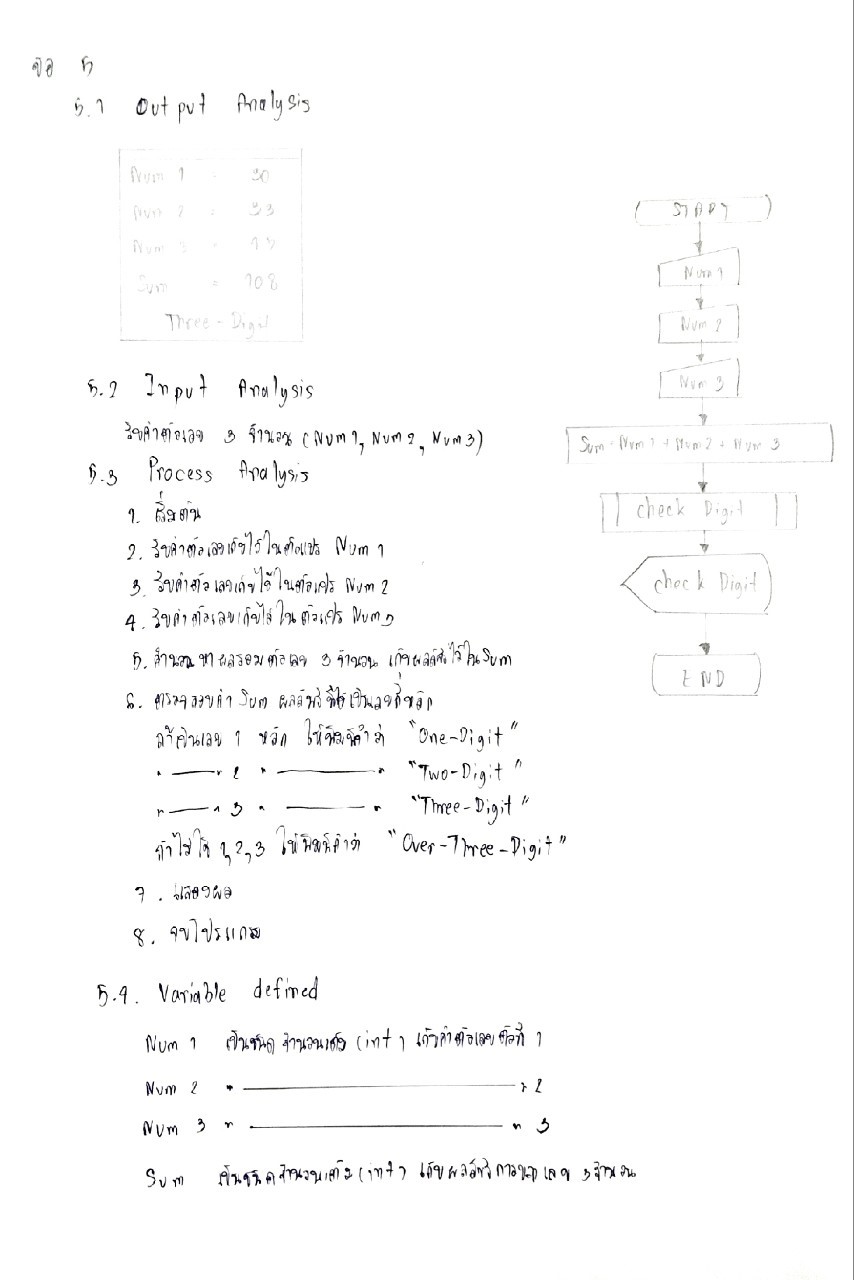 ข้อ 5
5.1 Output Analysis
Num 1 = 30
Num 2 = 33
Num 3 =
Sum = 108
Three - Digit
5.2 Input Analysis
รับค่าตัวเลข 3 จำนวน (Num 1, Num 2, Num 3)
5.3 Process Analysis
1. เริ่มต้น
2. รับค่าตัวเลขเก็บไว้ในตัวแปร Num 1
3. รับค่าตัวเลขเก็บไว้ในตัวแปร Num 2
4. รับค่าตัวเลขเก็บไว้ในตัวแปร Num 3
5. คำนวนหาผลรวมตัวเลข 3 จำนวน เก็บผลลัพธ์ไว้ใน Sum
6. ตรวจสอบค่า Sum ผลลัพธ์ที่ได้เป็นเลขกี่หลัก
ถ้าเป็นเลข 1 หลัก ให้พิมพ์คำว่า "One-Digit"
" —— " 2 " ———— " "Two-Digit"
" —— " 3 " ———— " "Three-Digit"
ถ้าไม่ใช่ 1,2,3 ให้พิมพ์คำว่า "Over-Three-Digit"
7. แสดงผล
8. จบโปรแกรม
5.4. Variable defined
Num 1 เป็นชนิดจำนวนเต็ม (int) เก็บค่าตัวเลขตัวที่ 1
Num 2 " ———————— " 2
Num 3 " ———————— " 3
Sum เป็นชนิดจำนวนเต็ม (int) เก็บผลลัพธ์การบวกเลข 3 จำนวน
START
Num 1
Num 2
Num 3
Sum = Num 1 + Num 2 + Num 3
check Digit
check Digit
END